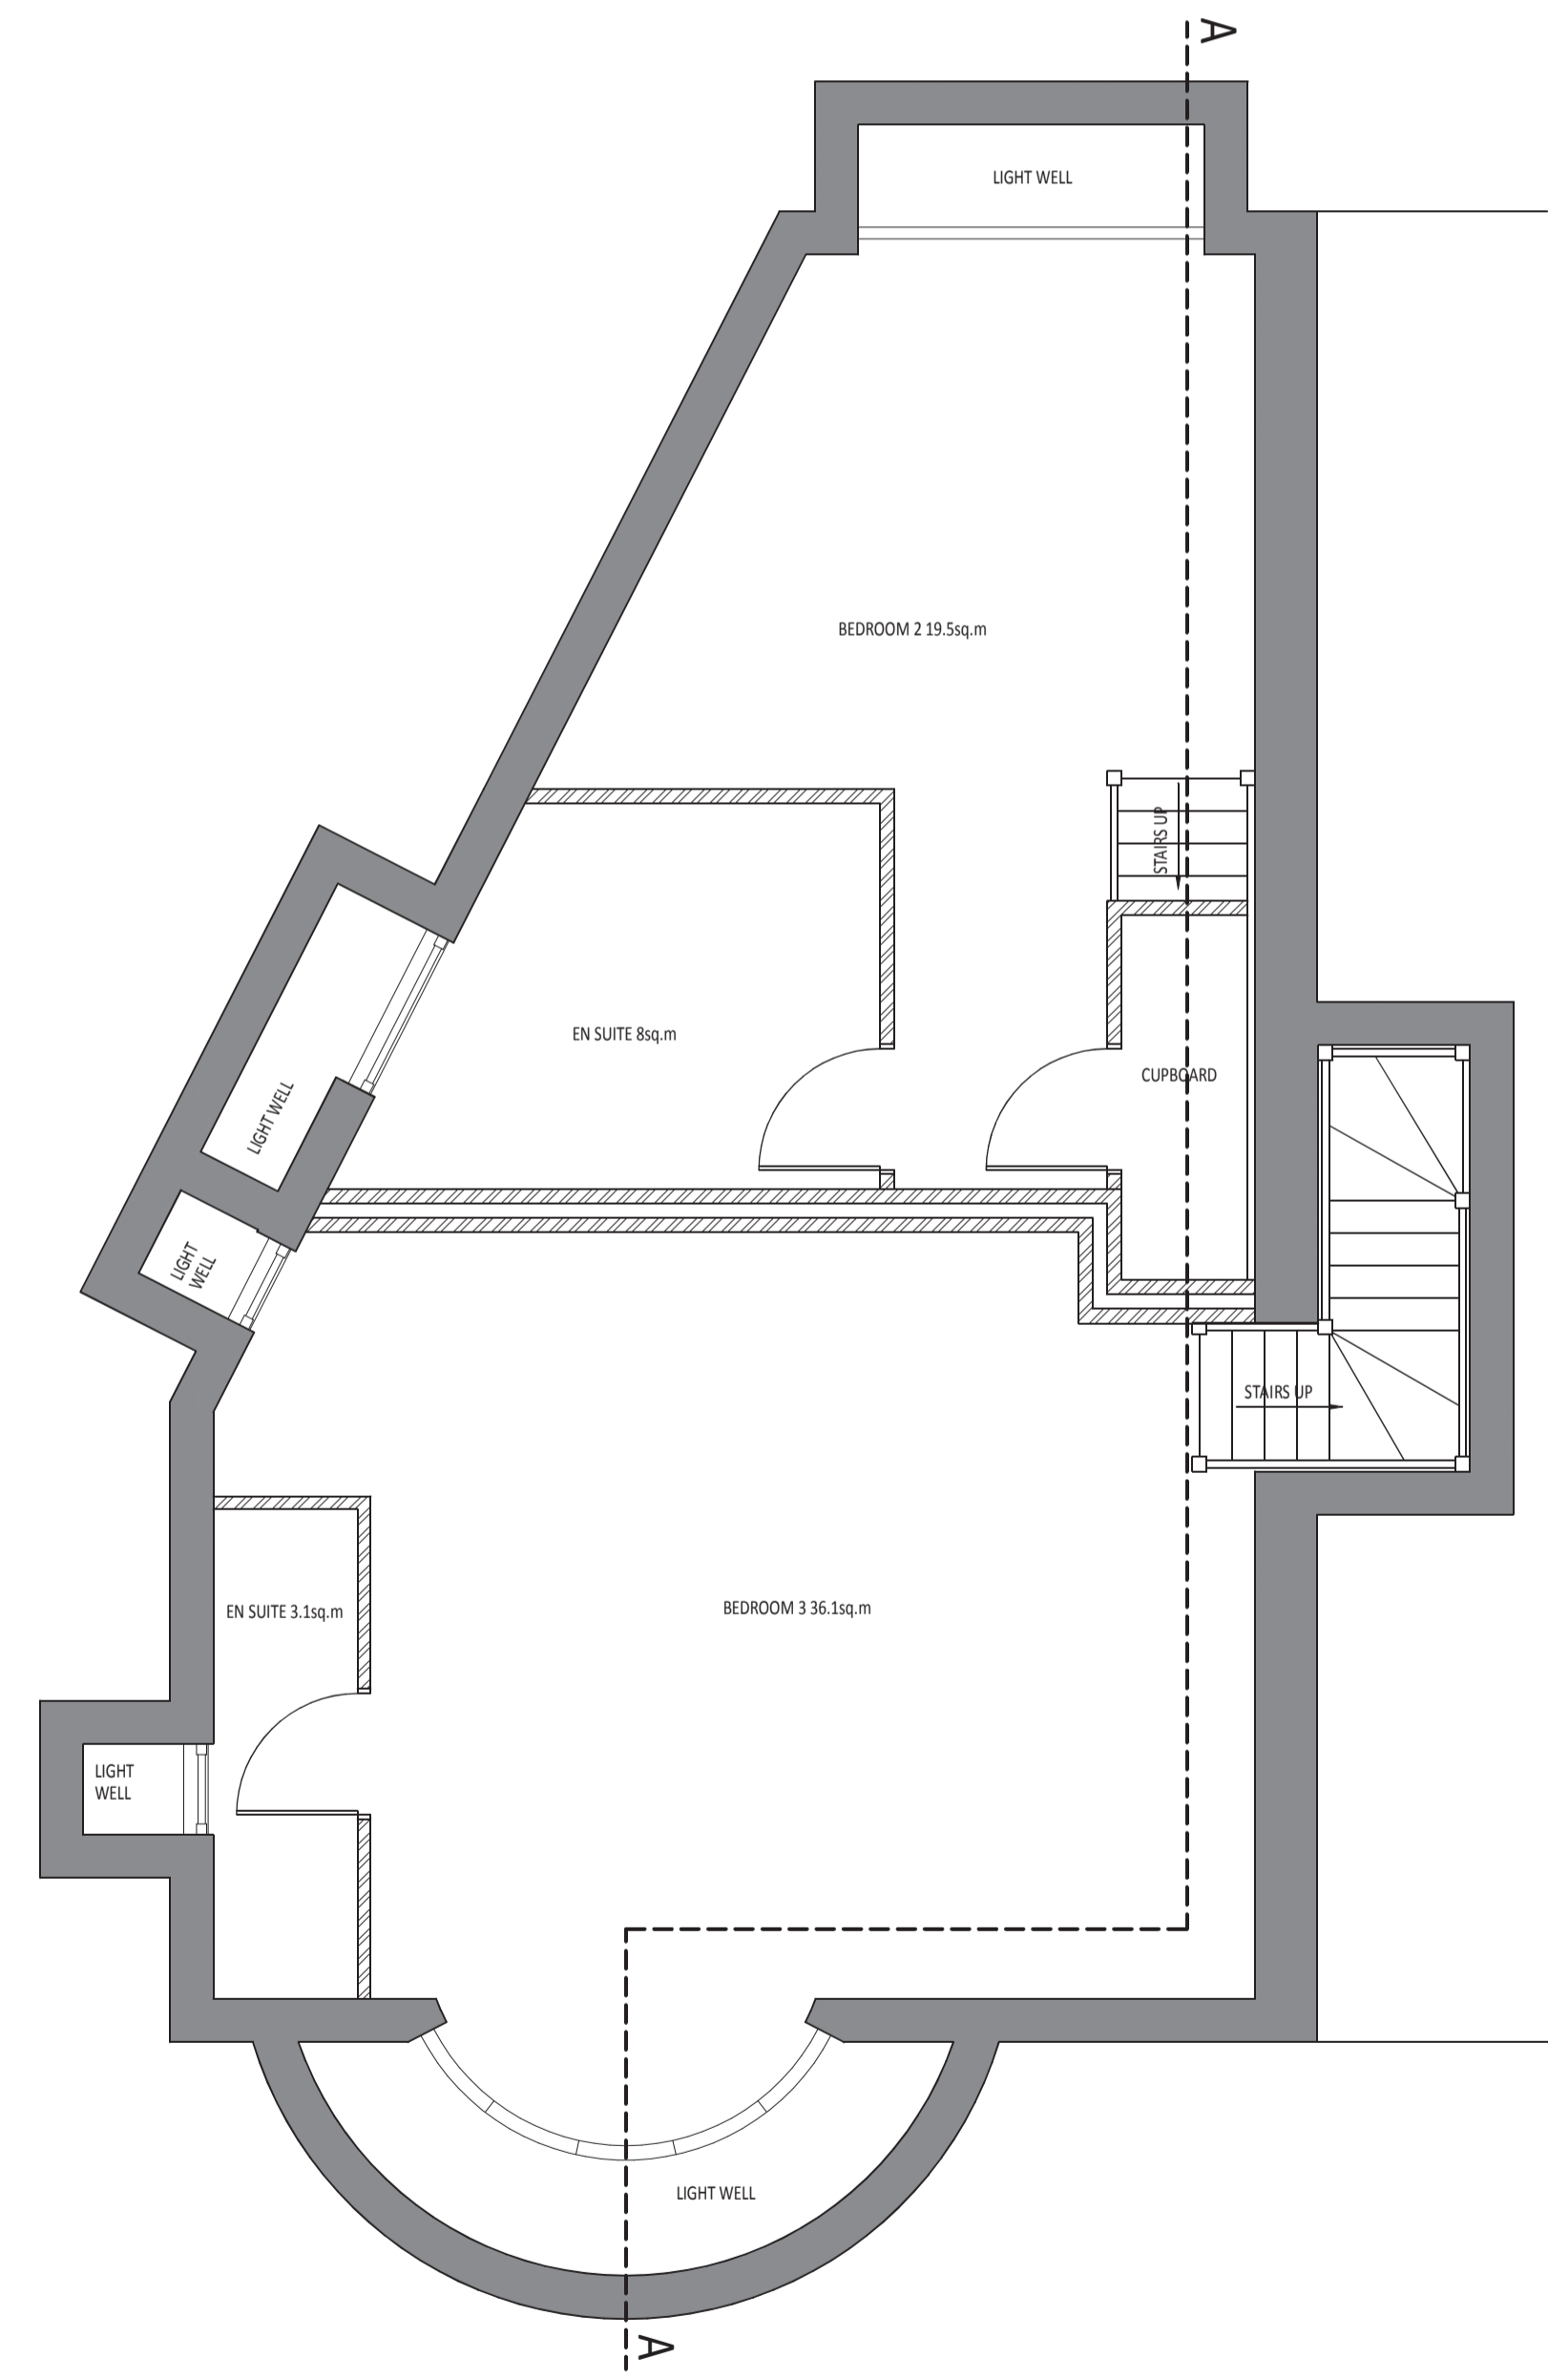 A
LIGHT WELL
BEDROOM 2 19.5sq.m
STAIRS UP
EN SUITE 8sq.m
CUPBOARD
LIGHT WELL
LIGHT
WELL
STAIRS UP
BEDROOM 3 36.1sq.m
EN SUITE 3.1sq.m
LIGHT
WELL
LIGHT WELL
A